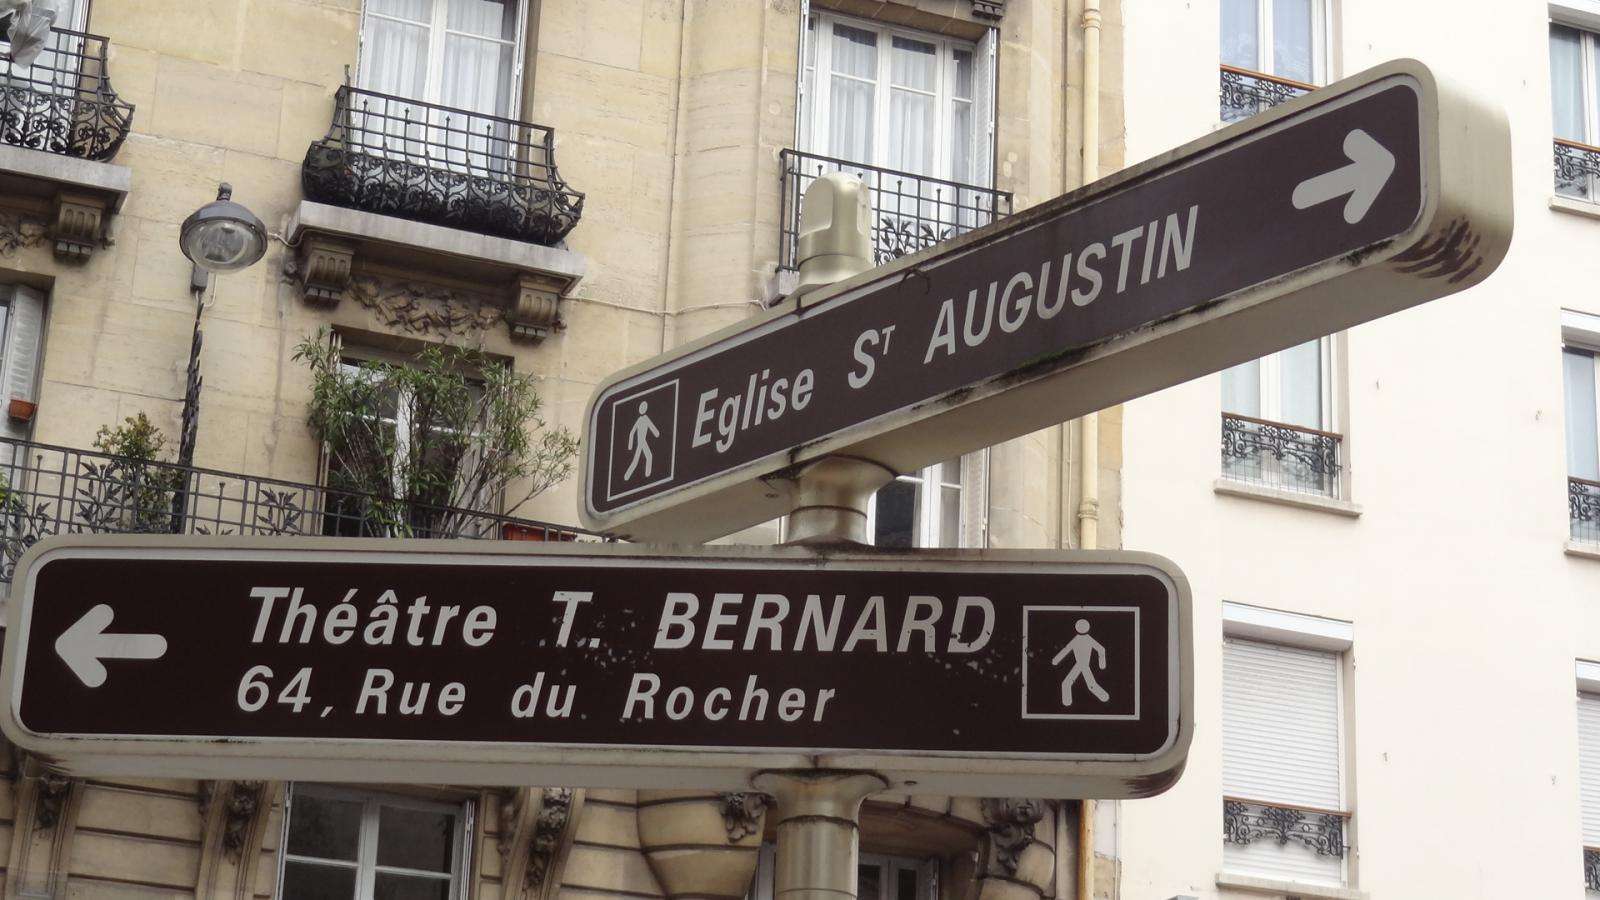 Eglise Sᵀ AUGUSTIN
Théâtre T. BERNARD
64, Rue du Rocher